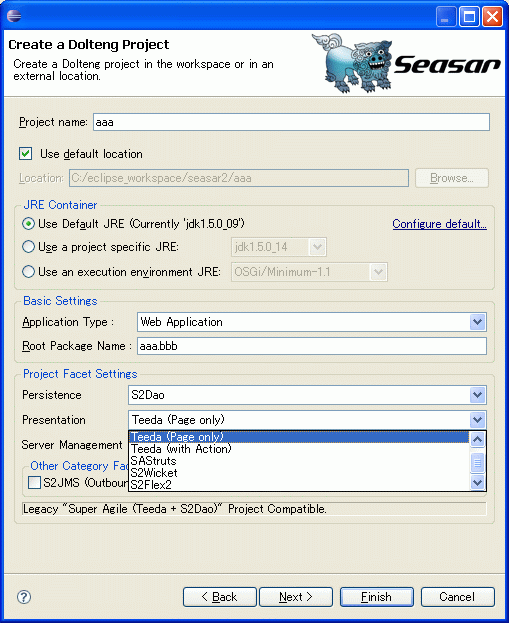 Create a Dolteng Project
Create a Dolteng project in the workspace or in an
external location.
Seasar
Project name: aaa
Use default location
Location: C:/eclipse_workspace/seasar2/aaa Browse...
JRE Container
Use Default JRE (Currently 'jdk1.5.0_09') Configure default...
Use a project specific JRE: jdk1.5.0_14
Use an execution environment JRE: OSGi/Minimum-1.1
Basic Settings
Application Type : Web Application
Root Package Name : aaa.bbb
Project Facet Settings
Persistence S2Dao
Presentation Teeda (Page only)
Server Management
Teeda (Page only)
Teeda (with Action)
SAStruts
S2Wicket
S2Flex2
Other Category Fac
S2JMS (Outbour
Legacy "Super Agile (Teeda + S2Dao)" Project Compatible.
< Back Next > Finish Cancel